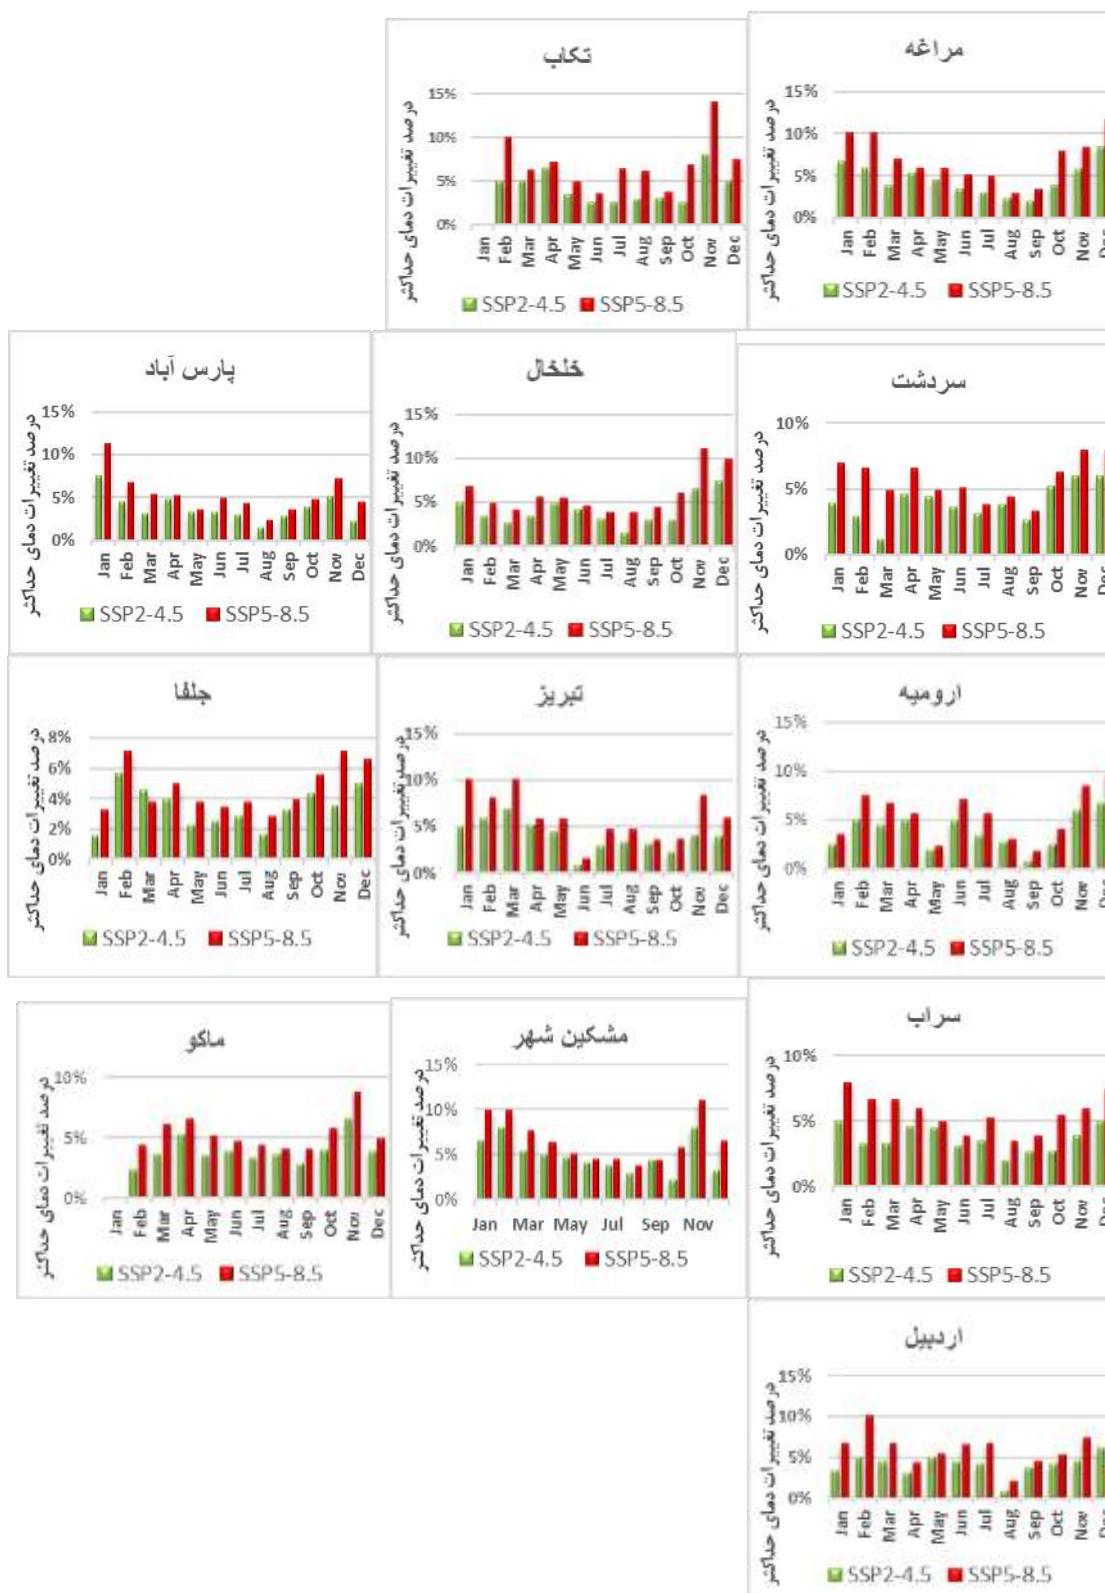 مراغه
درصد تغییرات دمای حداکثر
15%
10%
5%
0%
Jan Feb Mar Apr May Jun Jul Aug Sep Oct Nov Dec
SSP2-4.5 SSP5-8.5
تکاب
درصد تغییرات دمای حداکثر
15%
10%
5%
0%
Jan Feb Mar Apr May Jun Jul Aug Sep Oct Nov Dec
SSP2-4.5 SSP5-8.5
سردشت
درصد تغییرات دمای حداکثر
10%
5%
0%
Jan Feb Mar Apr May Jun Jul Aug Sep Oct Nov Dec
SSP2-4.5 SSP5-8.5
خلخال
درصد تغییرات دمای حداکثر
15%
10%
5%
0%
Jan Feb Mar Apr May Jun Jul Aug Sep Oct Nov Dec
SSP2-4.5 SSP5-8.5
پارس آباد
درصد تغییرات دمای حداکثر
15%
10%
5%
0%
Jan Feb Mar Apr May Jun Jul Aug Sep Oct Nov Dec
SSP2-4.5 SSP5-8.5
ارومیه
درصد تغییرات دمای حداکثر
15%
10%
5%
0%
Jan Feb Mar Apr May Jun Jul Aug Sep Oct Nov Dec
SSP2-4.5 SSP5-8.5
تبریز
درصد تغییرات دمای حداکثر
15%
10%
5%
0%
Jan Feb Mar Apr May Jun Jul Aug Sep Oct Nov Dec
SSP2-4.5 SSP5-8.5
جلفا
درصد تغییرات دمای حداکثر
8%
6%
4%
2%
0%
Jan Feb Mar Apr May Jun Jul Aug Sep Oct Nov Dec
SSP2-4.5 SSP5-8.5
سراب
درصد تغییرات دمای حداکثر
10%
5%
0%
Jan Feb Mar Apr May Jun Jul Aug Sep Oct Nov Dec
SSP2-4.5 SSP5-8.5
مشکین شهر
درصد تغییرات دمای حداکثر
15%
10%
5%
0%
Jan Mar May Jul Sep Nov
SSP2-4.5 SSP5-8.5
ماکو
درصد تغییرات دمای حداکثر
10%
5%
0%
Jan Feb Mar Apr May Jun Jul Aug Sep Oct Nov Dec
SSP2-4.5 SSP5-8.5
اردبیل
درصد تغییرات دمای حداکثر
15%
10%
5%
0%
Jan Feb Mar Apr May Jun Jul Aug Sep Oct Nov Dec
SSP2-4.5 SSP5-8.5